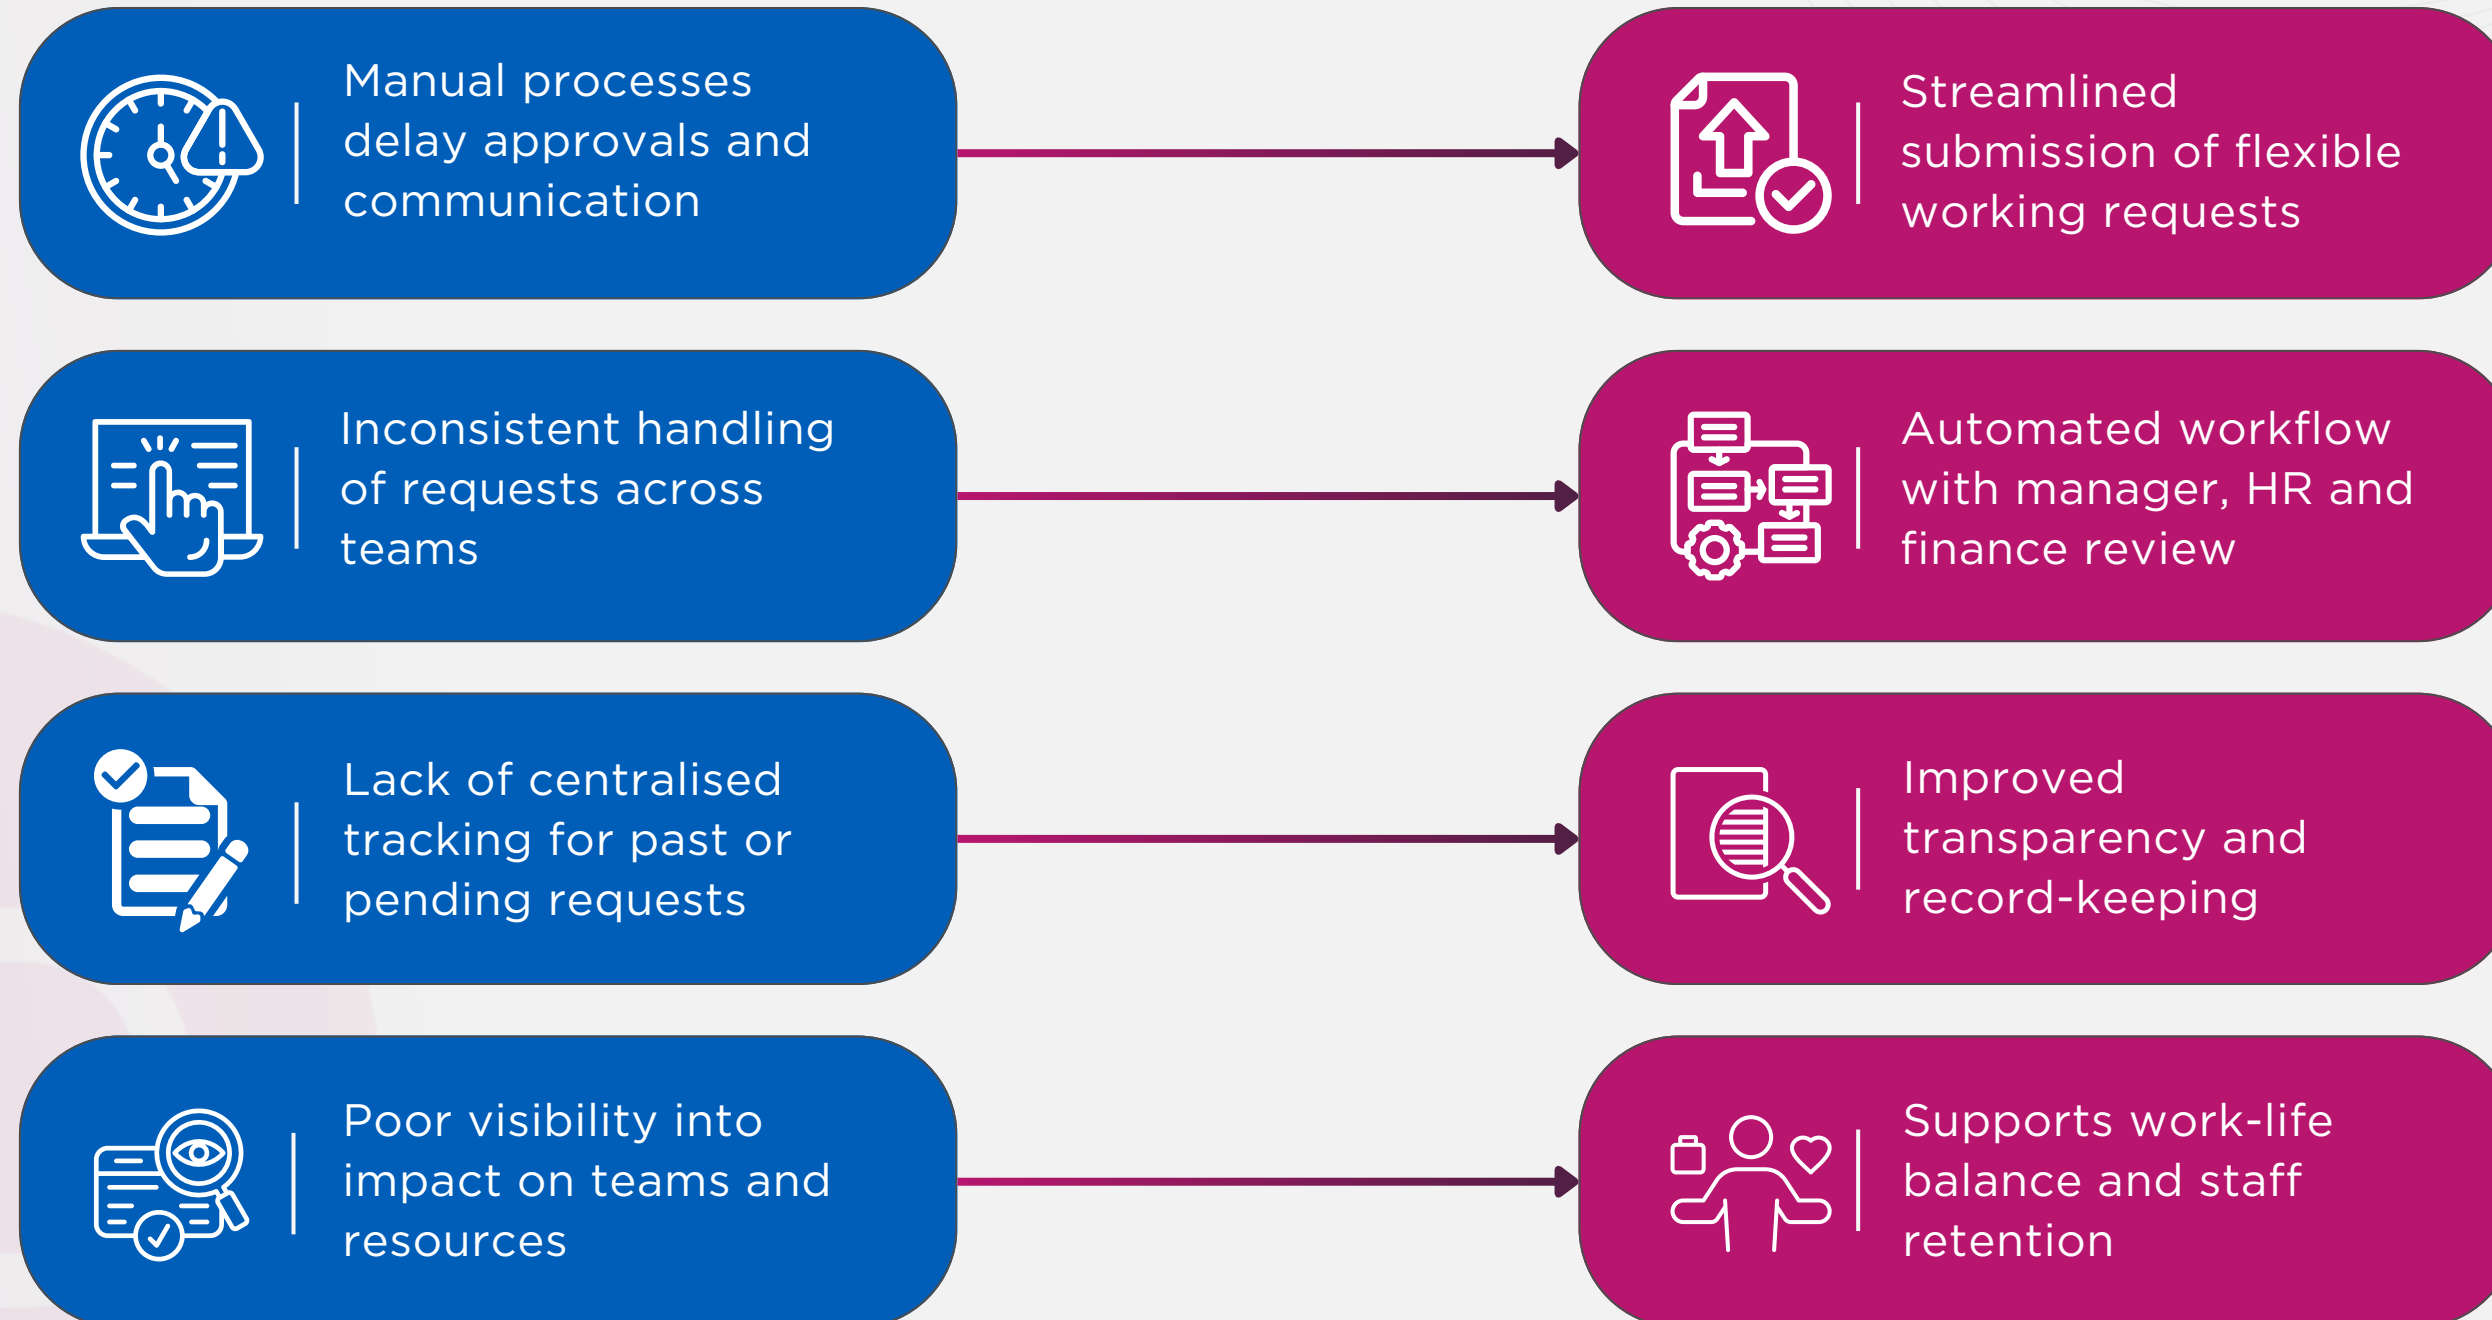 Manual processes
delay approvals and
communication
Streamlined
submission of flexible
working requests
Inconsistent handling
of requests across
teams
Automated workflow
with manager, HR and
finance review
Lack of centralised
tracking for past or
pending requests
Improved
transparency and
record-keeping
Poor visibility into
impact on teams and
resources
Supports work-life
balance and staff
retention